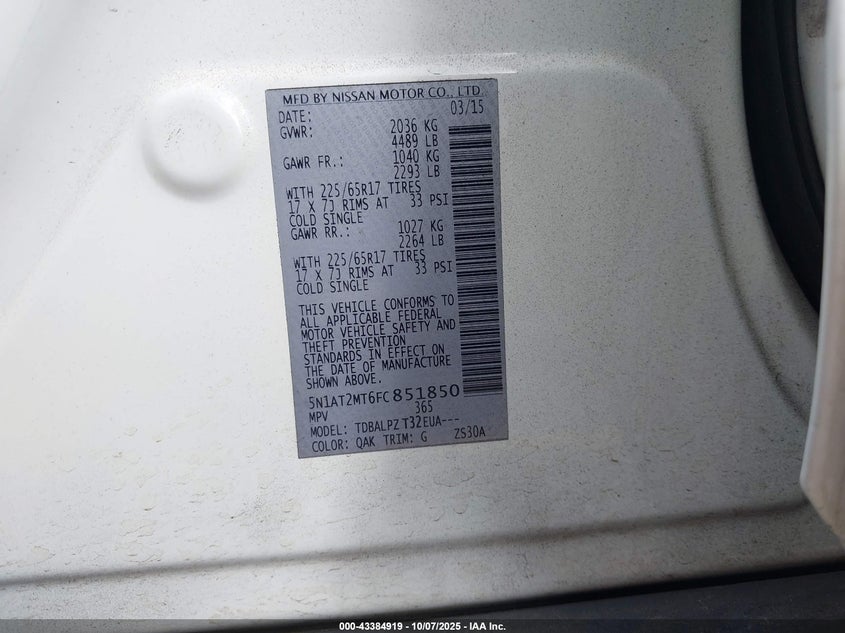 MFD BY NISSAN MOTOR CO., LTD.
DATE: 03/15
GVWR: 2036 KG
4489 LB
GAWR FR.: 1040 KG
2293 LB
WITH 225/65R17 TIRES
17 X 7J RIMS AT 33 PSI
COLD SINGLE
GAWR RR.: 1027 KG
2264 LB
WITH 225/65R17 TIRES
17 X 7J RIMS AT 33 PSI
COLD SINGLE
THIS VEHICLE CONFORMS TO
ALL APPLICABLE FEDERAL
MOTOR VEHICLE SAFETY AND
THEFT PREVENTION
STANDARDS IN EFFECT ON
THE DATE OF MANUFACTURE
SHOWN ABOVE.
5N1AT2MT6FC851850
MPV 365
MODEL: TDBALPZ T32EUA---
COLOR: QAK TRIM: G ZS30A
000-43384919 - 10/07/2025 - IAA Inc.